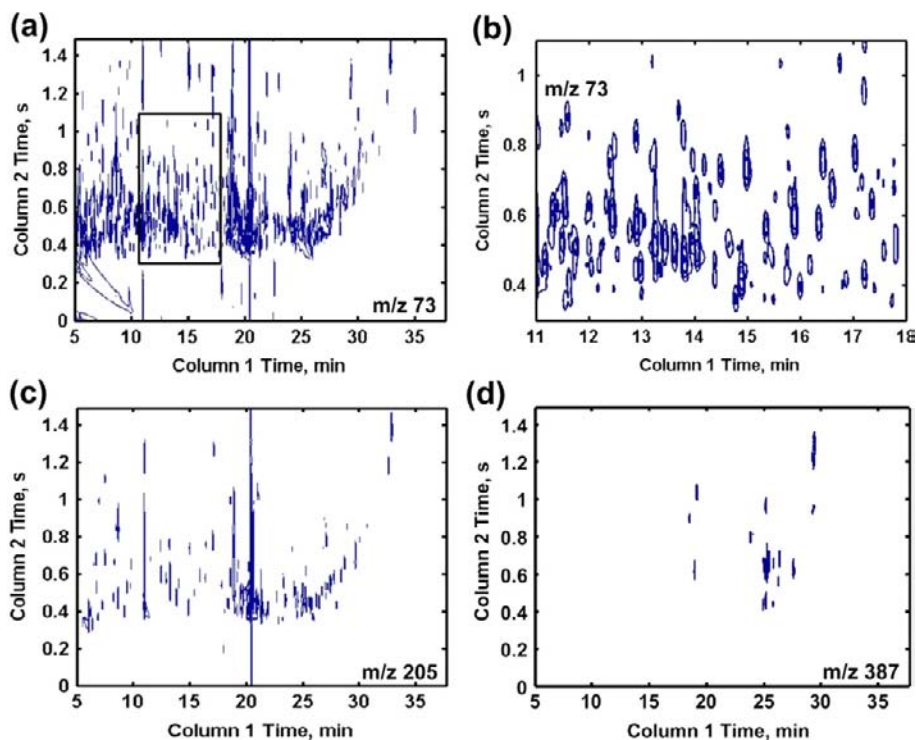 (a)
1.4
1.2
1
0.8
0.6
0.4
0.2
0
Column 2 Time, s
m/z 73
5 10 15 20 25 30 35
Column 1 Time, min
(b)
m/z 73
1
0.8
0.6
0.4
Column 2 Time, s
11 12 13 14 15 16 17 18
Column 1 Time, min
(c)
1.4
1.2
1
0.8
0.6
0.4
0.2
0
Column 2 Time, s
m/z 205
5 10 15 20 25 30 35
Column 1 Time, min
(d)
1.4
1.2
1
0.8
0.6
0.4
0.2
0
Column 2 Time, s
m/z 387
5 10 15 20 25 30 35
Column 1 Time, min